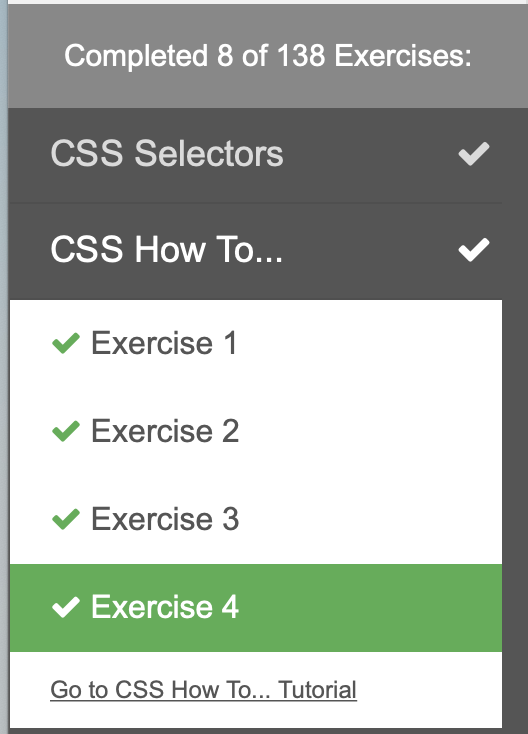 Completed 8 of 138 Exercises:
CSS Selectors
CSS How To...
Exercise 1
Exercise 2
Exercise 3
Exercise 4
Go to CSS How To... Tutorial